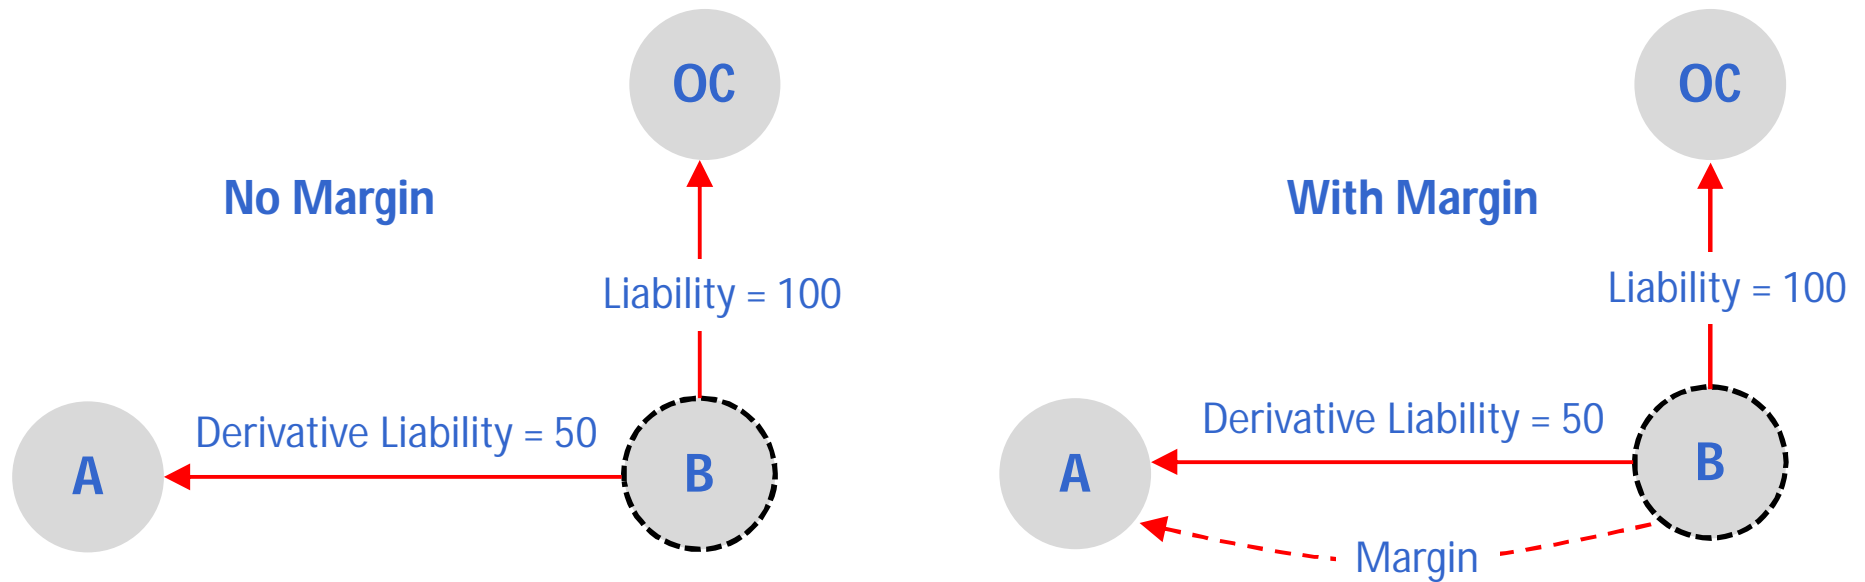 OC
No Margin
Liability = 100
Derivative Liability = 50
A
B
OC
With Margin
Liability = 100
Derivative Liability = 50
A
B
Margin